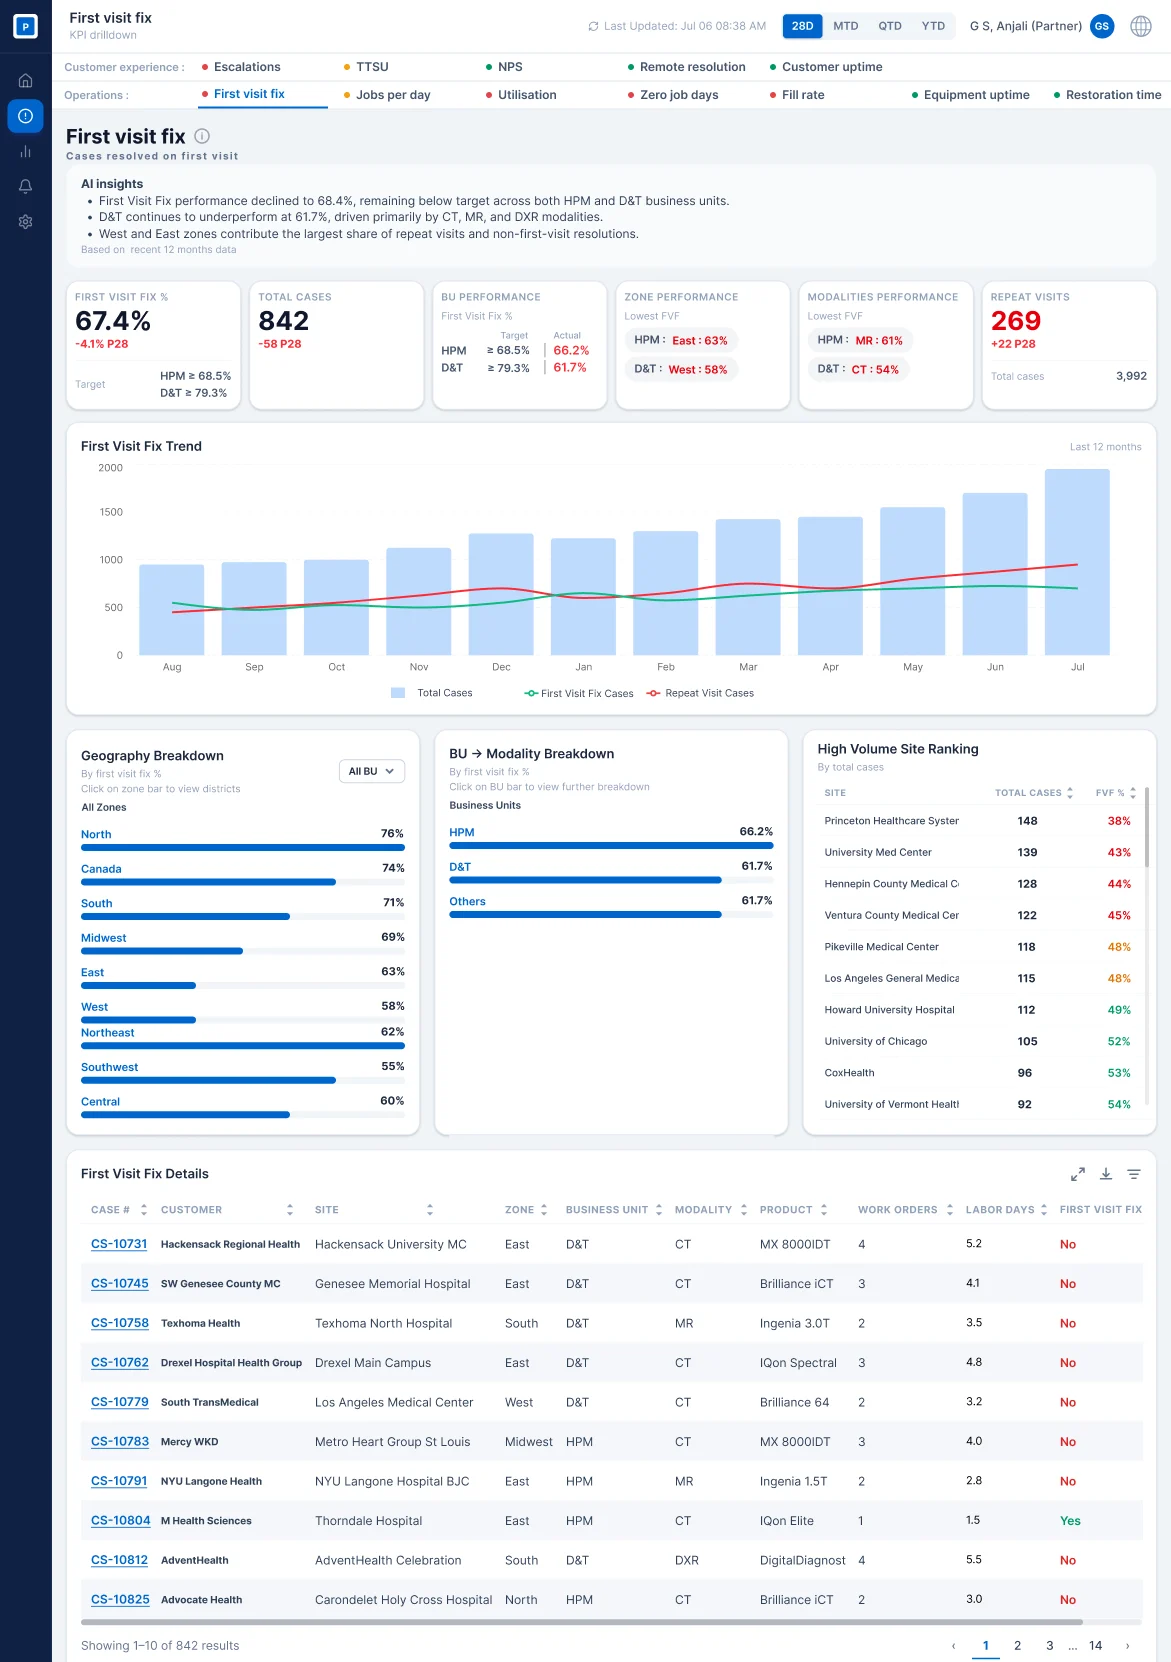 P
First visit fix
KPI drilldown
Last Updated: Jul 06 08:38 AM
28D
MTD
QTD
YTD
G S, Anjali (Partner)
GS
Customer experience :
Escalations
TTSU
NPS
Remote resolution
Customer uptime
Operations :
First visit fix
Jobs per day
Utilisation
Zero job days
Fill rate
Equipment uptime
Restoration time
First visit fix
Cases resolved on first visit
AI insights
• First Visit Fix performance declined to 68.4%, remaining below target across both HPM and D&T business units.
• D&T continues to underperform at 61.7%, driven primarily by CT, MR, and DXR modalities.
• West and East zones contribute the largest share of repeat visits and non-first-visit resolutions.
Based on recent 12 months data
FIRST VISIT FIX %
67.4%
-4.1% P28
Target
HPM ≥ 68.5%
D&T ≥ 79.3%
TOTAL CASES
842
-58 P28
BU PERFORMANCE
First Visit Fix %
Target Actual
HPM ≥ 68.5% 66.2%
D&T ≥ 79.3% 61.7%
ZONE PERFORMANCE
Lowest FVF
HPM : East : 63%
D&T : West : 58%
MODALITIES PERFORMANCE
Lowest FVF
HPM : MR : 61%
D&T : CT : 54%
REPEAT VISITS
269
+22 P28
Total cases 3,992
First Visit Fix Trend
Last 12 months
2000
1500
1000
500
0
Aug Sep Oct Nov Dec Jan Feb Mar Apr May Jun Jul
Total Cases First Visit Fix Cases Repeat Visit Cases
Geography Breakdown
By first visit fix %
Click on zone bar to view districts
All BU
All Zones
North 76%
Canada 74%
South 71%
Midwest 69%
East 63%
West 58%
Northeast 62%
Southwest 55%
Central 60%
BU → Modality Breakdown
By first visit fix %
Click on BU bar to view further breakdown
Business Units
HPM 66.2%
D&T 61.7%
Others 61.7%
High Volume Site Ranking
By total cases
SITE TOTAL CASES FVF %
Princeton Healthcare Syster 148 38%
University Med Center 139 43%
Hennepin County Medical C 128 44%
Ventura County Medical Cer 122 45%
Pikeville Medical Center 118 48%
Los Angeles General Medica 115 48%
Howard University Hospital 112 49%
University of Chicago 105 52%
CoxHealth 96 53%
University of Vermont Health 92 54%
First Visit Fix Details
CASE # CUSTOMER SITE ZONE BUSINESS UNIT MODALITY PRODUCT WORK ORDERS LABOR DAYS FIRST VISIT FIX
CS-10731 Hackensack Regional Health Hackensack University MC East D&T CT MX 8000IDT 4 5.2 No
CS-10745 SW Genesee County MC Genesee Memorial Hospital East D&T CT Brilliance iCT 3 4.1 No
CS-10758 Texhoma Health Texhoma North Hospital South D&T MR Ingenia 3.0T 2 3.5 No
CS-10762 Drexel Hospital Health Group Drexel Main Campus East D&T CT IQon Spectral 3 4.8 No
CS-10779 South TransMedical Los Angeles Medical Center West D&T CT Brilliance 64 2 3.2 No
CS-10783 Mercy WKD Metro Heart Group St Louis Midwest HPM CT MX 8000IDT 3 4.0 No
CS-10791 NYU Langone Health NYU Langone Hospital BJC East HPM MR Ingenia 1.5T 2 2.8 No
CS-10804 M Health Sciences Thorndale Hospital East HPM CT IQon Elite 1 1.5 Yes
CS-10812 AdventHealth AdventHealth Celebration South D&T DXR DigitalDiagnost 4 5.5 No
CS-10825 Advocate Health Carondelet Holy Cross Hospital North HPM CT Brilliance iCT 2 3.0 No
Showing 1–10 of 842 results
‹ 1 2 3 ... 14 ›